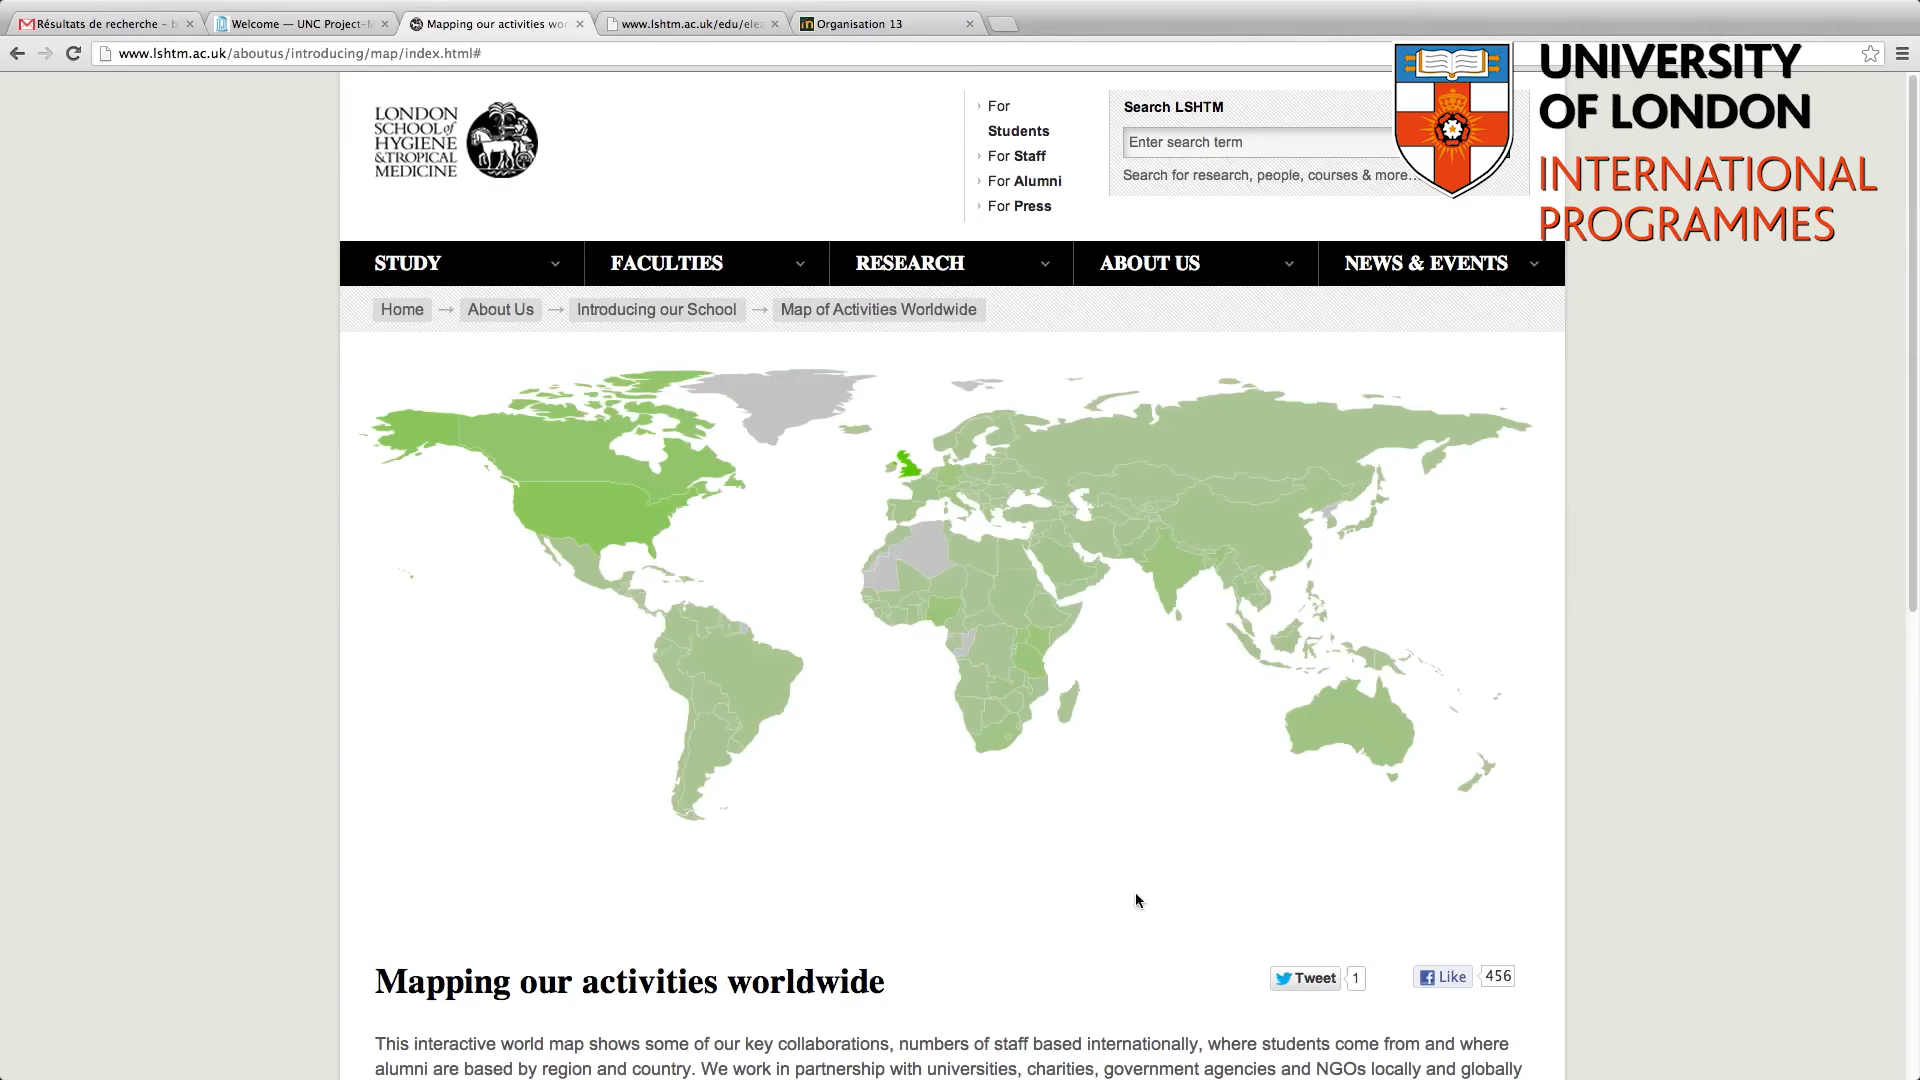 Résultats de recherche – b
Welcome — UNC Project-M
Mapping our activities wor
www.lshtm.ac.uk/edu/elea
Organisation 13
www.lshtm.ac.uk/aboutus/introducing/map/index.html#
UNIVERSITY
OF LONDON
INTERNATIONAL
PROGRAMMES
LONDON
SCHOOL of
HYGIENE
& TROPICAL
MEDICINE
For
Students
For Staff
For Alumni
For Press
Search LSHTM
Enter search term
Search for research, people, courses & more...
STUDY
FACULTIES
RESEARCH
ABOUT US
NEWS & EVENTS
Home → About Us → Introducing our School → Map of Activities Worldwide
Mapping our activities worldwide
Tweet 1
Like 456
This interactive world map shows some of our key collaborations, numbers of staff based internationally, where students come from and where
alumni are based by region and country. We work in partnership with universities, charities, government agencies and NGOs locally and globally